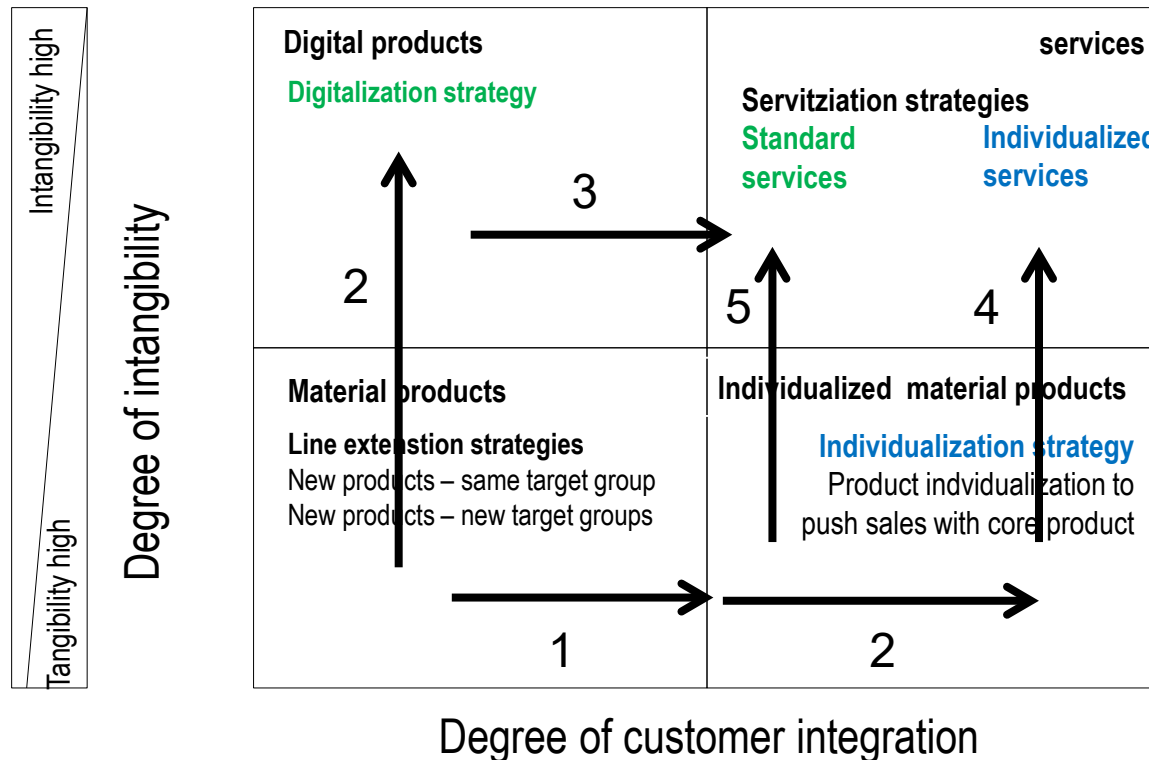 Intangibility high
Tangibility high
Degree of intangibility
Digital products
Digitalization strategy
services
Servitziation strategies
Standard
services
Individualized
services
2
3
5
4
Material products
Line extenstion strategies
New products – same target group
New products – new target groups
Individualized material products
Individualization strategy
Product indvidualization to
push sales with core product
1
2
Degree of customer integration